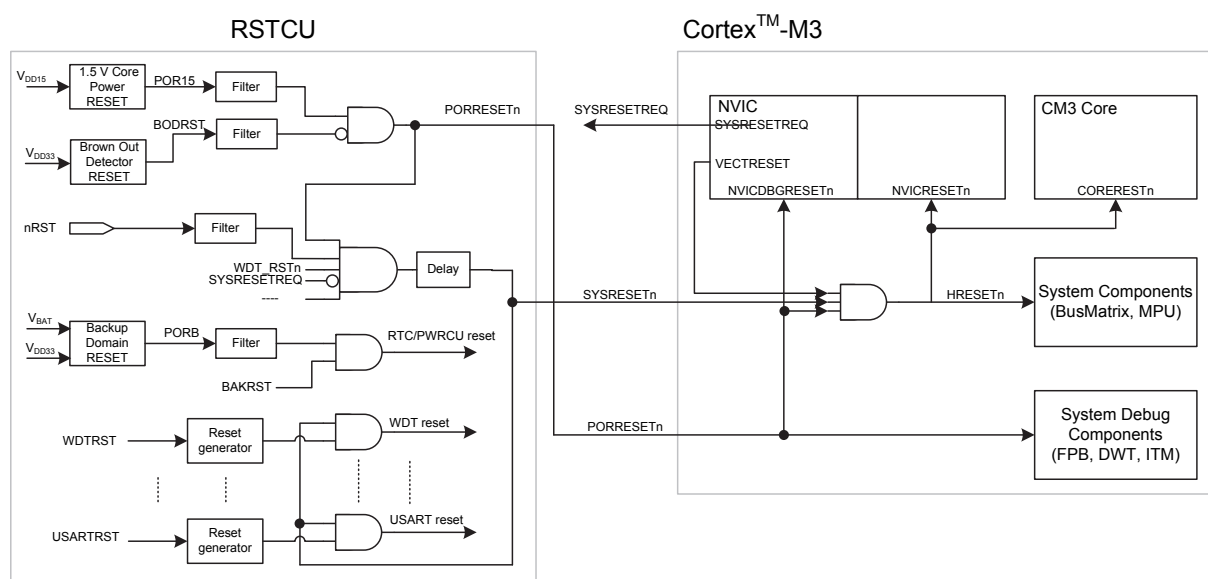 RSTCU
Cortex™-M3
VDD15
1.5 V Core
Power
RESET
POR15
Filter
PORRESETn
BODRST
Filter
VDD33
Brown Out
Detector
RESET
nRST
Filter
WDT_RSTn
SYSRESETREQ
----
Delay
VBAT
VDD33
Backup
Domain
RESET
PORB
Filter
RTC/PWRCU reset
BAKRST
WDTRST
Reset
generator
WDT reset
USARTRST
Reset
generator
USART reset
SYSRESETREQ
NVIC
SYSRESETREQ
VECTRESET
NVICDBGRESETn
NVICRESETn
CM3 Core
CORERESTn
SYSRESETn
HRESETn
System Components
(BusMatrix, MPU)
PORRESETn
System Debug
Components
(FPB, DWT, ITM)